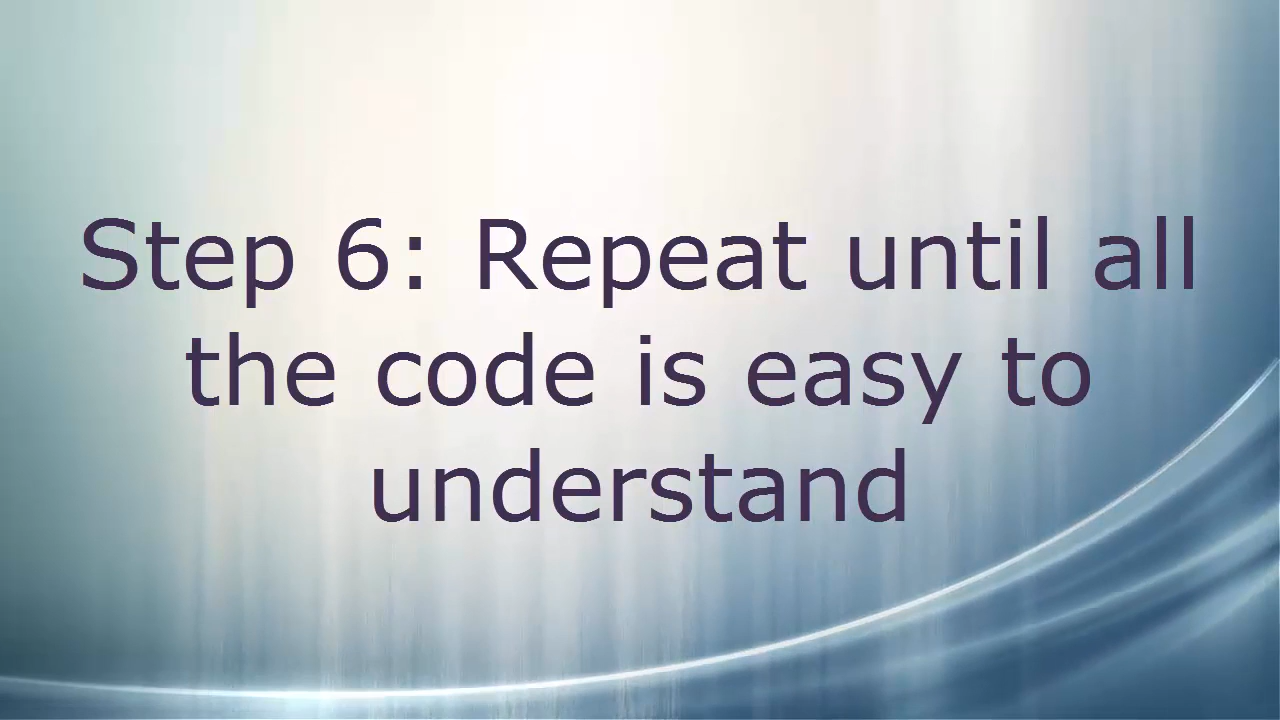 Step 6: Repeat until all
the code is easy to
understand